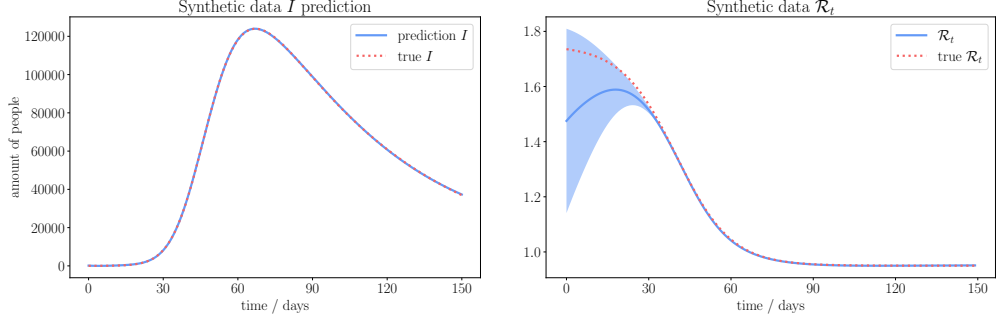 Synthetic data I prediction
amount of people
120000
100000
80000
60000
40000
20000
0
prediction I
true I
0 30 60 90 120 150
time / days
Synthetic data ℛt
1.8
1.6
1.4
1.2
1.0
ℛt
true ℛt
0 30 60 90 120 150
time / days